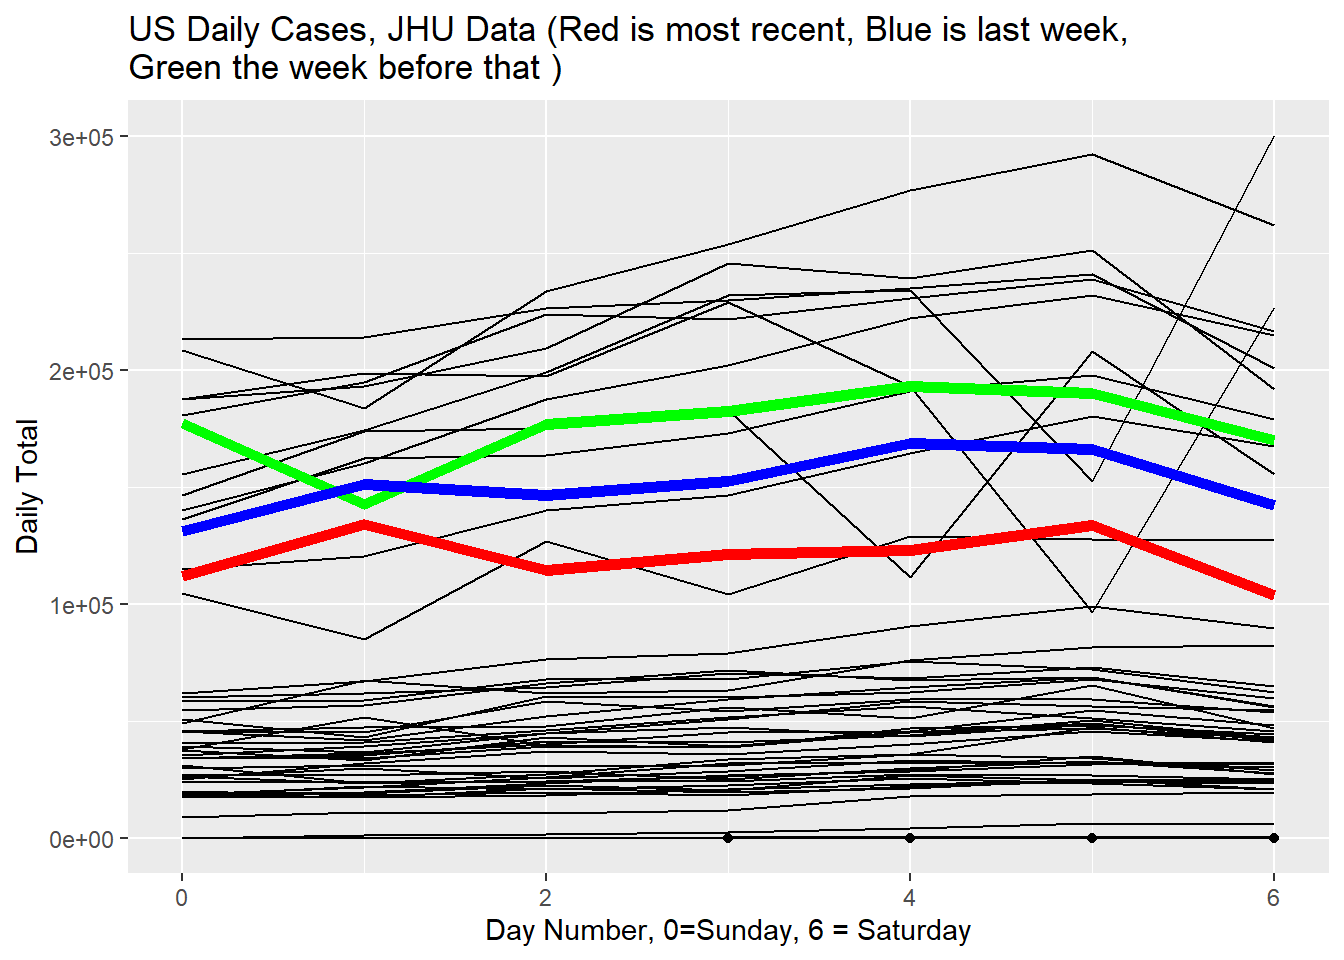 US Daily Cases, JHU Data (Red is most recent, Blue is last week,
Green the week before that )
3e+05
2e+05
1e+05
0e+00
Daily Total
0 2 4 6
Day Number, 0=Sunday, 6 = Saturday